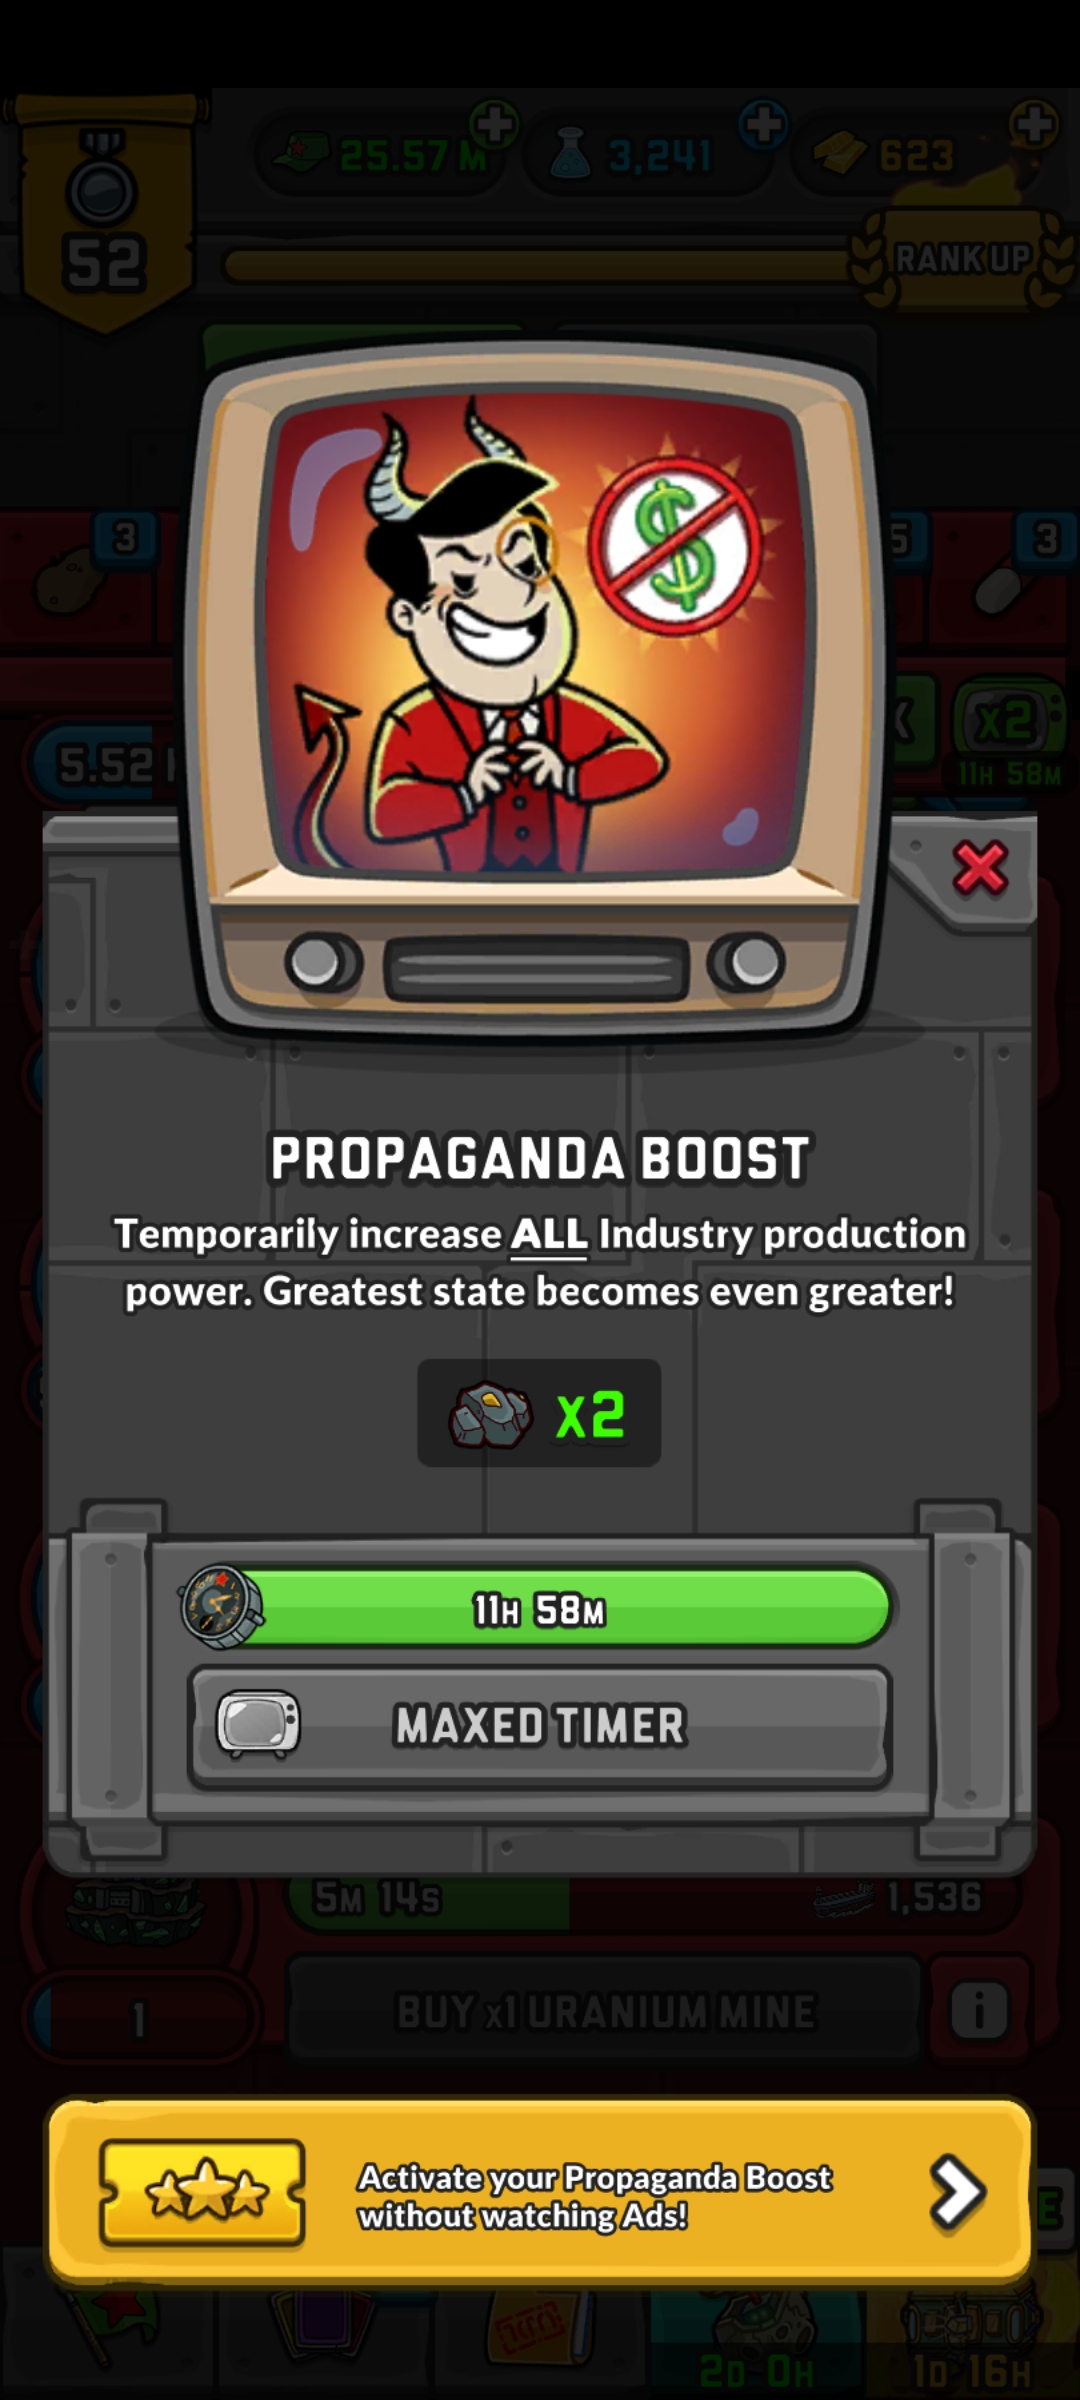 25.57 M
3,241
623
52
RANK UP
3
5
3
x2
5.52
11H 58M
PROPAGANDA BOOST
Temporarily increase ALL Industry production
power. Greatest state becomes even greater!
X2
11H 58M
MAXED TIMER
5M 14S
1,536
1
BUY x1 URANIUM MINE
i
Activate your Propaganda Boost
without watching Ads!
E
2D 0H
1D 16H